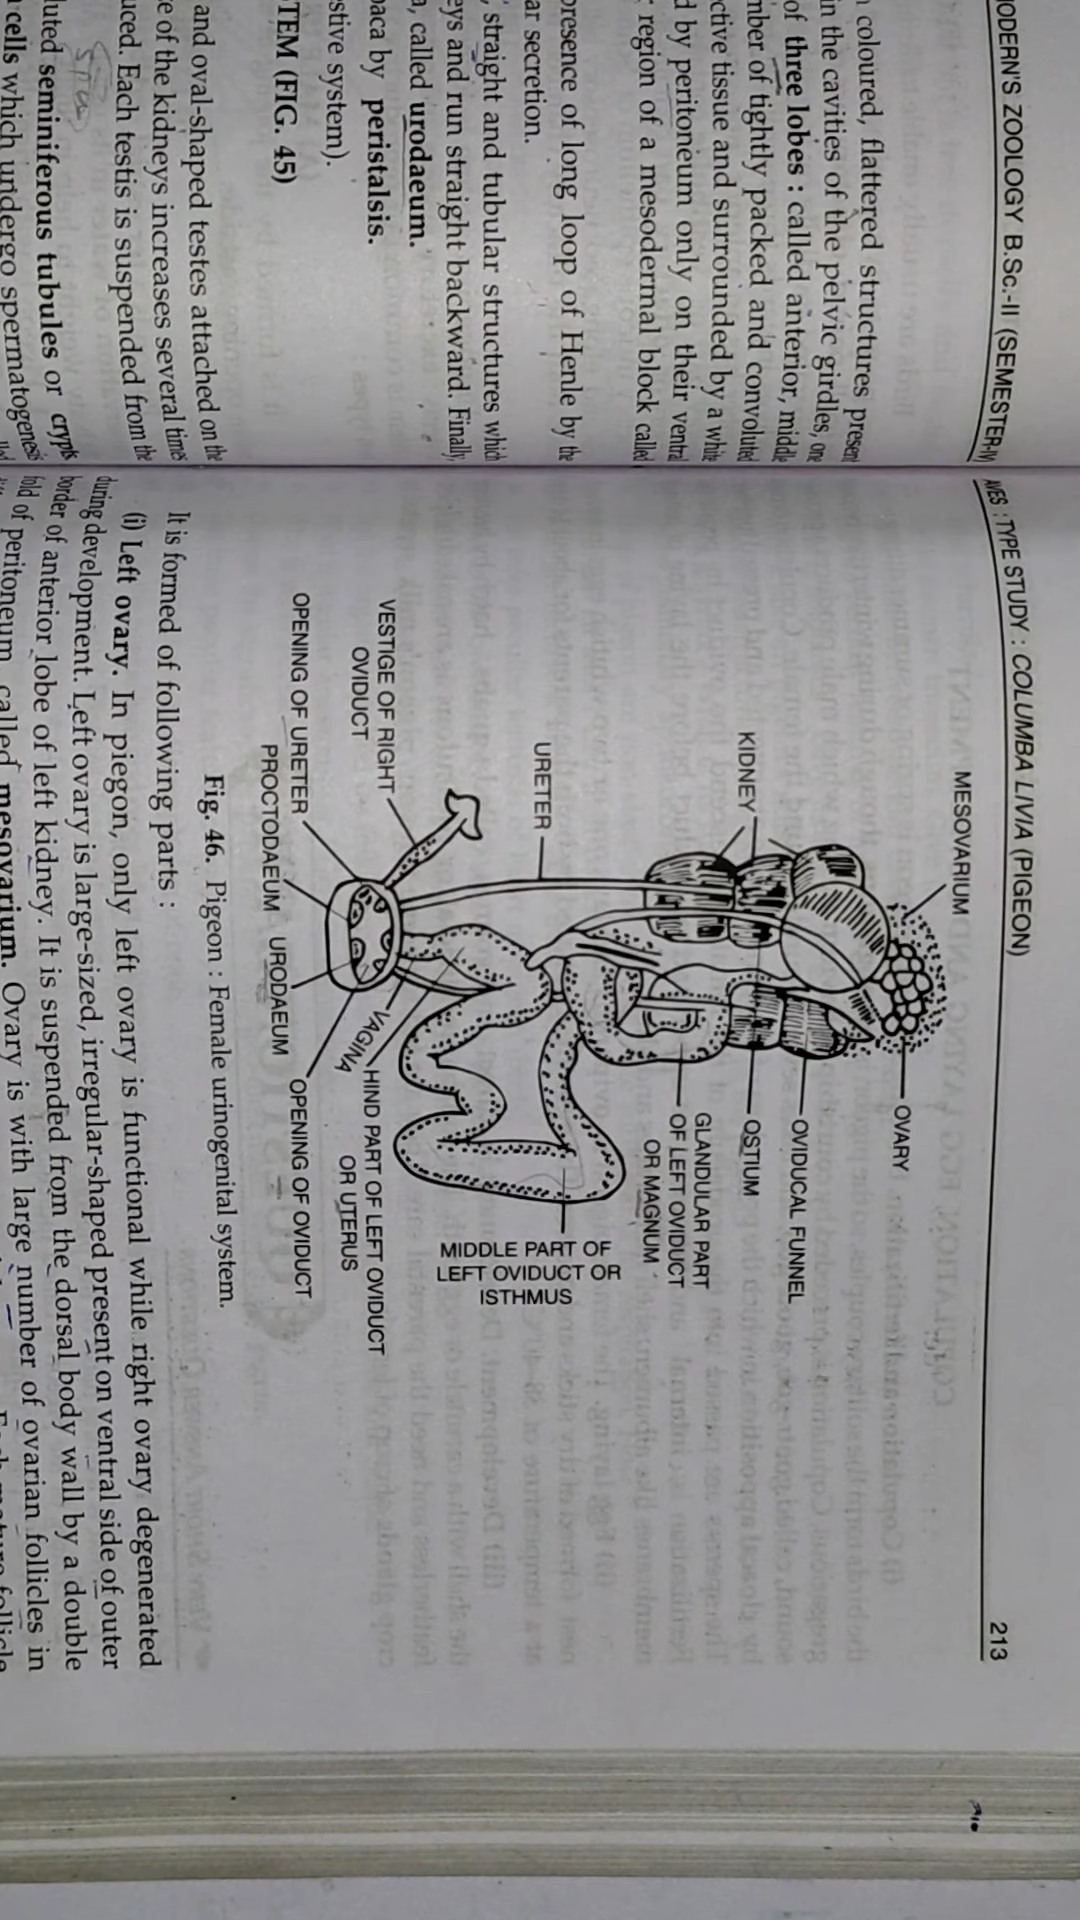 MODERN'S ZOOLOGY B.Sc.-II (SEMESTER-IV)
coloured, flattered structures present
in the cavities of the pelvic girdles, one
of three lobes : called anterior, middle
mber of tightly packed and convoluted
ctive tissue and surrounded by a white
d by peritoneum only on their ventral
region of a mesodermal block called
presence of long loop of Henle by the
ar secretion.
straight and tubular structures which
eys and run straight backward. Finally,
, called urodaeum.
paca by peristalsis.
estive system).
TEM (FIG. 45)
and oval-shaped testes attached on the
e of the kidneys increases several times
uced. Each testis is suspended from the
luted seminiferous tubules or crypts
cells which undergo spermatogenesis
AVES : TYPE STUDY : COLUMBA LIVIA (PIGEON)
213
MESOVARIUM
OVARY
KIDNEY
OVIDUCAL FUNNEL
OSTIUM
GLANDULAR PART
OF LEFT OVIDUCT
OR MAGNUM
URETER
MIDDLE PART OF
LEFT OVIDUCT OR
ISTHMUS
VESTIGE OF RIGHT
OVIDUCT
HIND PART OF LEFT OVIDUCT
OR UTERUS
VAGINA
OPENING OF URETER
OPENING OF OVIDUCT
PROCTODAEUM
URODAEUM
Fig. 46. Pigeon : Female urinogenital system.
It is formed of following parts :
(i) Left ovary. In piegon, only left ovary is functional while right ovary degenerated
during development. Left ovary is large-sized, irregular-shaped present on ventral side of outer
border of anterior lobe of left kidney. It is suspended from the dorsal body wall by a double
fold of peritoneum called mesovarium. Ovary is with large number of ovarian follicles in